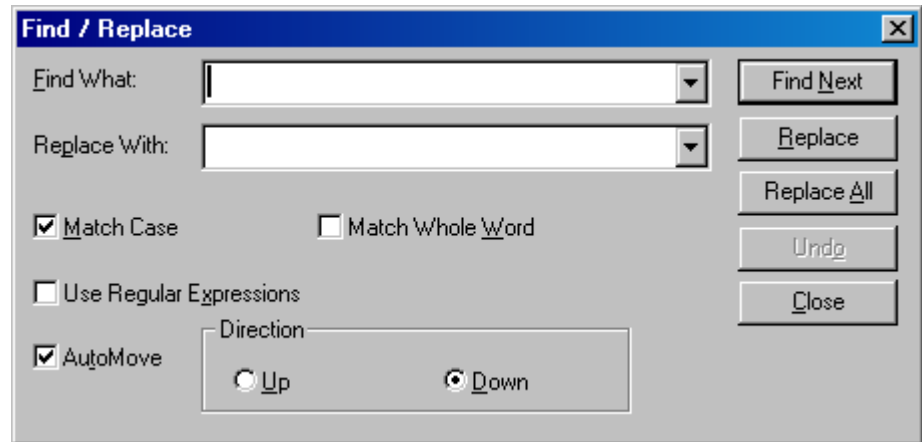 Find / Replace
Find What:
Find Next
Replace With:
Replace
Replace All
Match Case
Match Whole Word
Undo
Use Regular Expressions
Close
Direction
AutoMove
Up
Down